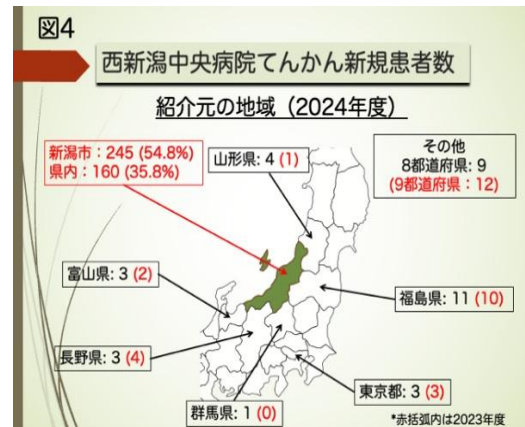 図4
西新潟中央病院てんかん新規患者数
紹介元の地域（2024年度）
新潟市：245 (54.8%)
県内：160 (35.8%)
山形県: 4 (1)
その他
8都道府県: 9
(9都道府県：12)
富山県: 3 (2)
福島県: 11 (10)
長野県: 3 (4)
東京都: 3 (3)
群馬県: 1 (0)
*赤括弧内は2023年度